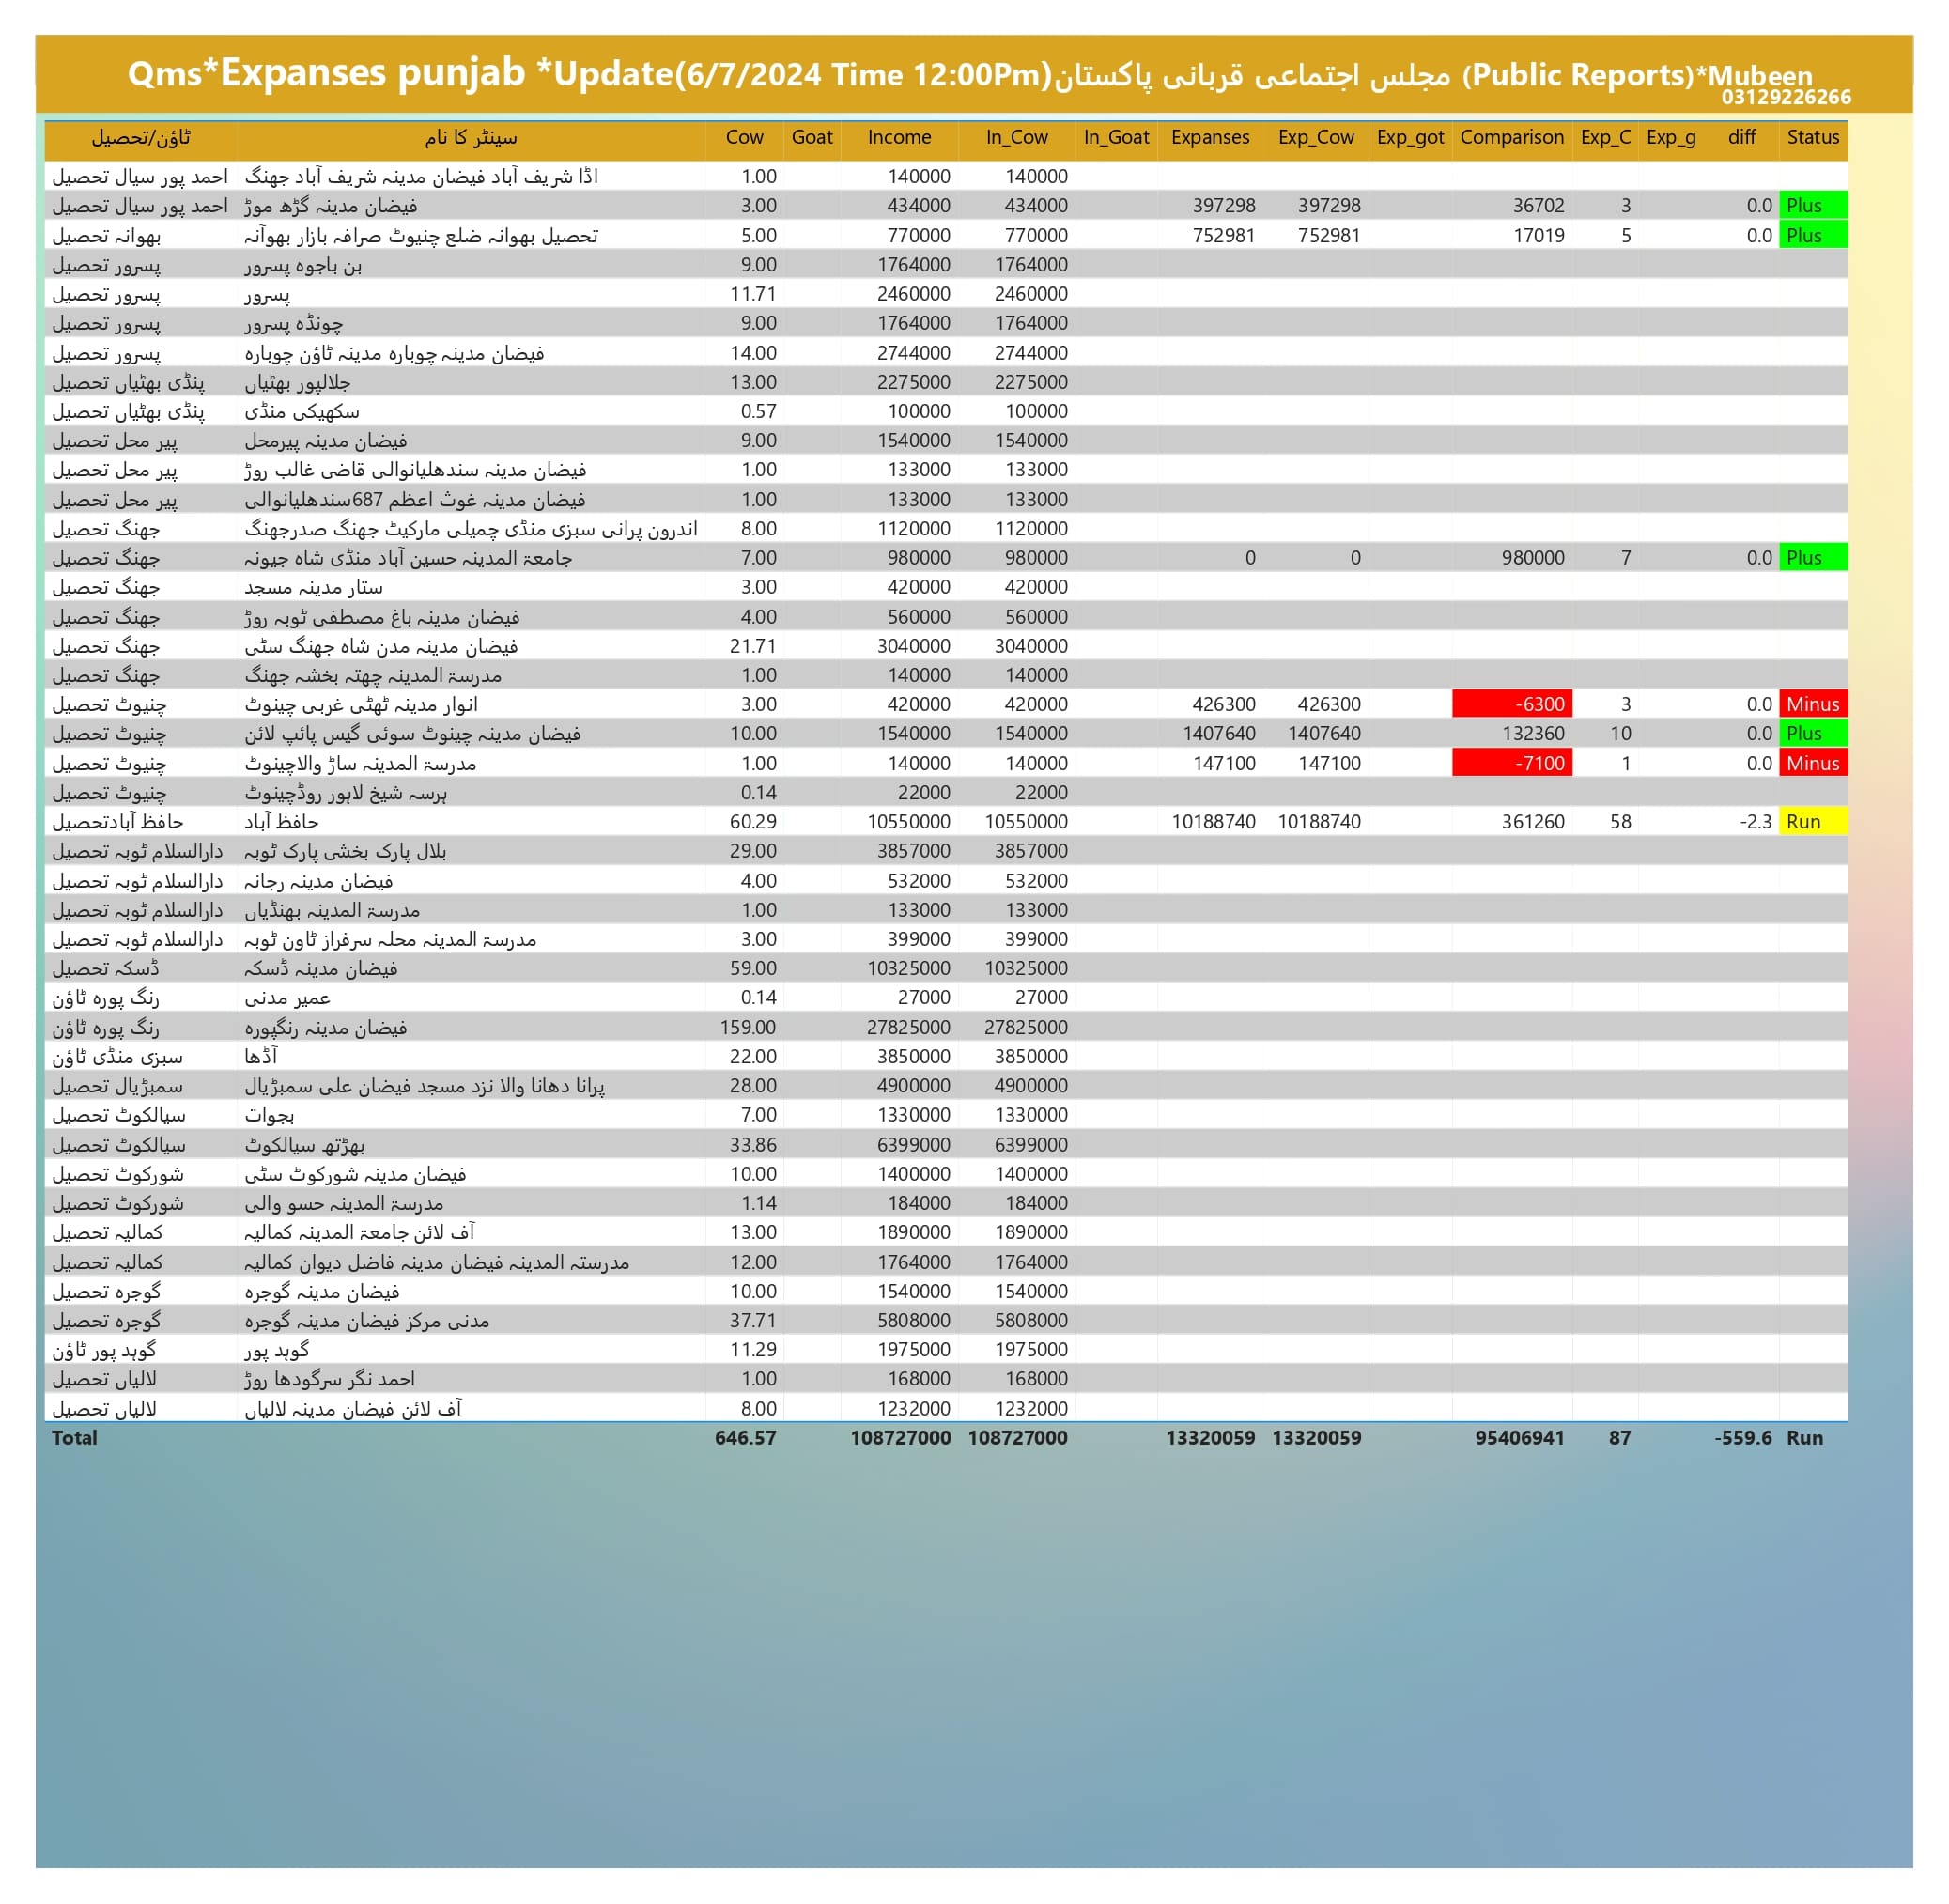 Qms*Expanses punjab *Update(6/7/2024 Time 12:00Pm)مجلس اجتماعی قربانی پاکستان (Public Reports)*Mubeen
03129226266
ٹاؤن/تحصیل سینٹر کا نام Cow Goat Income In_Cow In_Goat Expanses Exp_Cow Exp_got Comparison Exp_C Exp_g diff Status
احمد پور سیال تحصیل اڈا شریف آباد فیضان مدینہ شریف آباد جھنگ 1.00 140000 140000
احمد پور سیال تحصیل فیضان مدینہ گڑھ موڑ 3.00 434000 434000 397298 397298 36702 3 0.0 Plus
بھوانہ تحصیل تحصیل بھوانہ ضلع چنیوٹ صرافہ بازار بھوآنہ 5.00 770000 770000 752981 752981 17019 5 0.0 Plus
پسرور تحصیل بن باجوہ پسرور 9.00 1764000 1764000
پسرور تحصیل پسرور 11.71 2460000 2460000
پسرور تحصیل چونڈہ پسرور 9.00 1764000 1764000
پسرور تحصیل فیضان مدینہ چوبارہ مدینہ ٹاؤن چوبارہ 14.00 2744000 2744000
پنڈی بھٹیاں تحصیل جلالپور بھٹیاں 13.00 2275000 2275000
پنڈی بھٹیاں تحصیل سکھیکی منڈی 0.57 100000 100000
پیر محل تحصیل فیضان مدینہ پیرمحل 9.00 1540000 1540000
پیر محل تحصیل فیضان مدینہ سندھلیانوالی قاضی غالب روڑ 1.00 133000 133000
پیر محل تحصیل فیضان مدینہ غوث اعظم 687سندھلیانوالی 1.00 133000 133000
جھنگ تحصیل اندرون پرانی سبزی منڈی چمیلی مارکیٹ جھنگ صدرجھنگ 8.00 1120000 1120000
جھنگ تحصیل جامعۃ المدینہ حسین آباد منڈی شاہ جیونہ 7.00 980000 980000 0 0 980000 7 0.0 Plus
جھنگ تحصیل ستار مدینہ مسجد 3.00 420000 420000
جھنگ تحصیل فیضان مدینہ باغ مصطفی ٹوبہ روڑ 4.00 560000 560000
جھنگ تحصیل فیضان مدینہ مدن شاہ جھنگ سٹی 21.71 3040000 3040000
جھنگ تحصیل مدرسۃ المدینہ چھتہ بخشہ جھنگ 1.00 140000 140000
چنیوٹ تحصیل انوار مدینہ ٹھٹی غربی چینوٹ 3.00 420000 420000 426300 426300 -6300 3 0.0 Minus
چنیوٹ تحصیل فیضان مدینہ چینوٹ سوئی گیس پائپ لائن 10.00 1540000 1540000 1407640 1407640 132360 10 0.0 Plus
چنیوٹ تحصیل مدرسۃ المدینہ ساڑ والاچینوٹ 1.00 140000 140000 147100 147100 -7100 1 0.0 Minus
چنیوٹ تحصیل ہرسہ شیخ لاہور روڈچینوٹ 0.14 22000 22000
حافظ آبادتحصیل حافظ آباد 60.29 10550000 10550000 10188740 10188740 361260 58 -2.3 Run
دارالسلام ٹوبہ تحصیل بلال پارک بخشی پارک ٹوبہ 29.00 3857000 3857000
دارالسلام ٹوبہ تحصیل فیضان مدینہ رجانہ 4.00 532000 532000
دارالسلام ٹوبہ تحصیل مدرسۃ المدینہ بھنڈیاں 1.00 133000 133000
دارالسلام ٹوبہ تحصیل مدرسۃ المدینہ محلہ سرفراز ٹاون ٹوبہ 3.00 399000 399000
ڈسکہ تحصیل فیضان مدینہ ڈسکہ 59.00 10325000 10325000
رنگ پورہ ٹاؤن عمیر مدنی 0.14 27000 27000
رنگ پورہ ٹاؤن فیضان مدینہ رنگپورہ 159.00 27825000 27825000
سبزی منڈی ٹاؤن آڈھا 22.00 3850000 3850000
سمبڑیال تحصیل پرانا دھانا والا نزد مسجد فیضان علی سمبڑیال 28.00 4900000 4900000
سیالکوٹ تحصیل بجوات 7.00 1330000 1330000
سیالکوٹ تحصیل بھڑتھ سیالکوٹ 33.86 6399000 6399000
شورکوٹ تحصیل فیضان مدینہ شورکوٹ سٹی 10.00 1400000 1400000
شورکوٹ تحصیل مدرسۃ المدینہ حسو والی 1.14 184000 184000
کمالیہ تحصیل آف لائن جامعۃ المدینہ کمالیہ 13.00 1890000 1890000
کمالیہ تحصیل مدرستہ المدینہ فیضان مدینہ فاضل دیوان کمالیہ 12.00 1764000 1764000
گوجرہ تحصیل فیضان مدینہ گوجرہ 10.00 1540000 1540000
گوجرہ تحصیل مدنی مرکز فیضان مدینہ گوجرہ 37.71 5808000 5808000
گوہد پور ٹاؤن گوہد پور 11.29 1975000 1975000
لالیاں تحصیل احمد نگر سرگودھا روڑ 1.00 168000 168000
لالیاں تحصیل آف لائن فیضان مدینہ لالیاں 8.00 1232000 1232000
Total 646.57 108727000 108727000 13320059 13320059 95406941 87 -559.6 Run